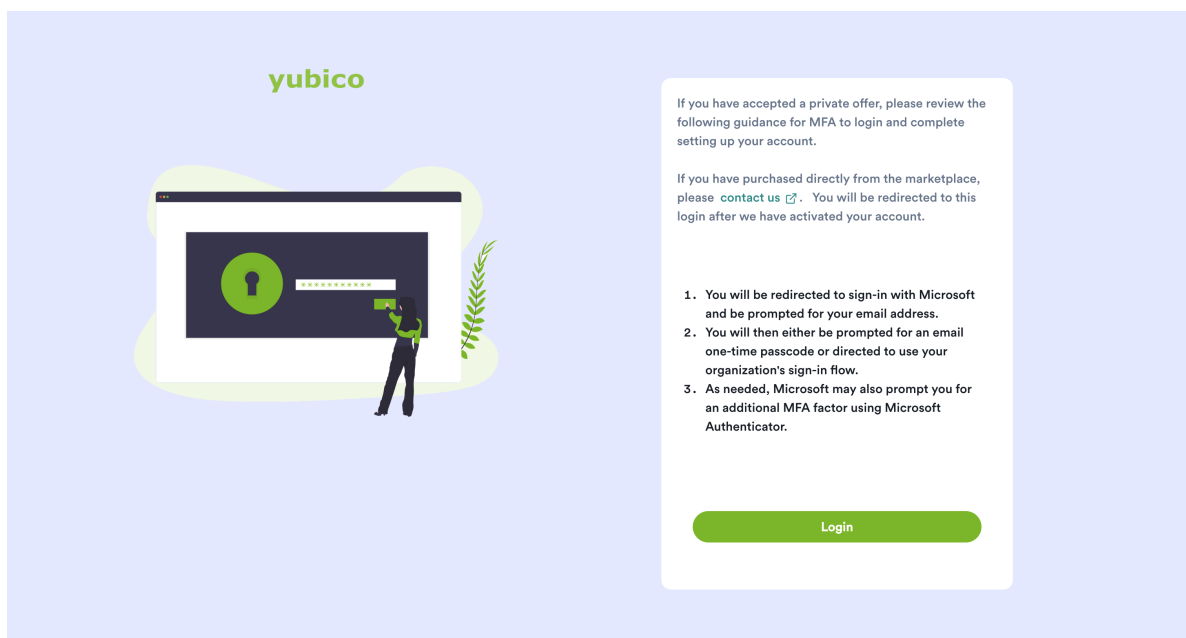 yubico
If you have accepted a private offer, please review the
following guidance for MFA to login and complete
setting up your account.
If you have purchased directly from the marketplace,
please contact us. You will be redirected to this
login after we have activated your account.
1. You will be redirected to sign-in with Microsoft
and be prompted for your email address.
2. You will then either be prompted for an email
one-time passcode or directed to use your
organization's sign-in flow.
3. As needed, Microsoft may also prompt you for
an additional MFA factor using Microsoft
Authenticator.
***********
Login